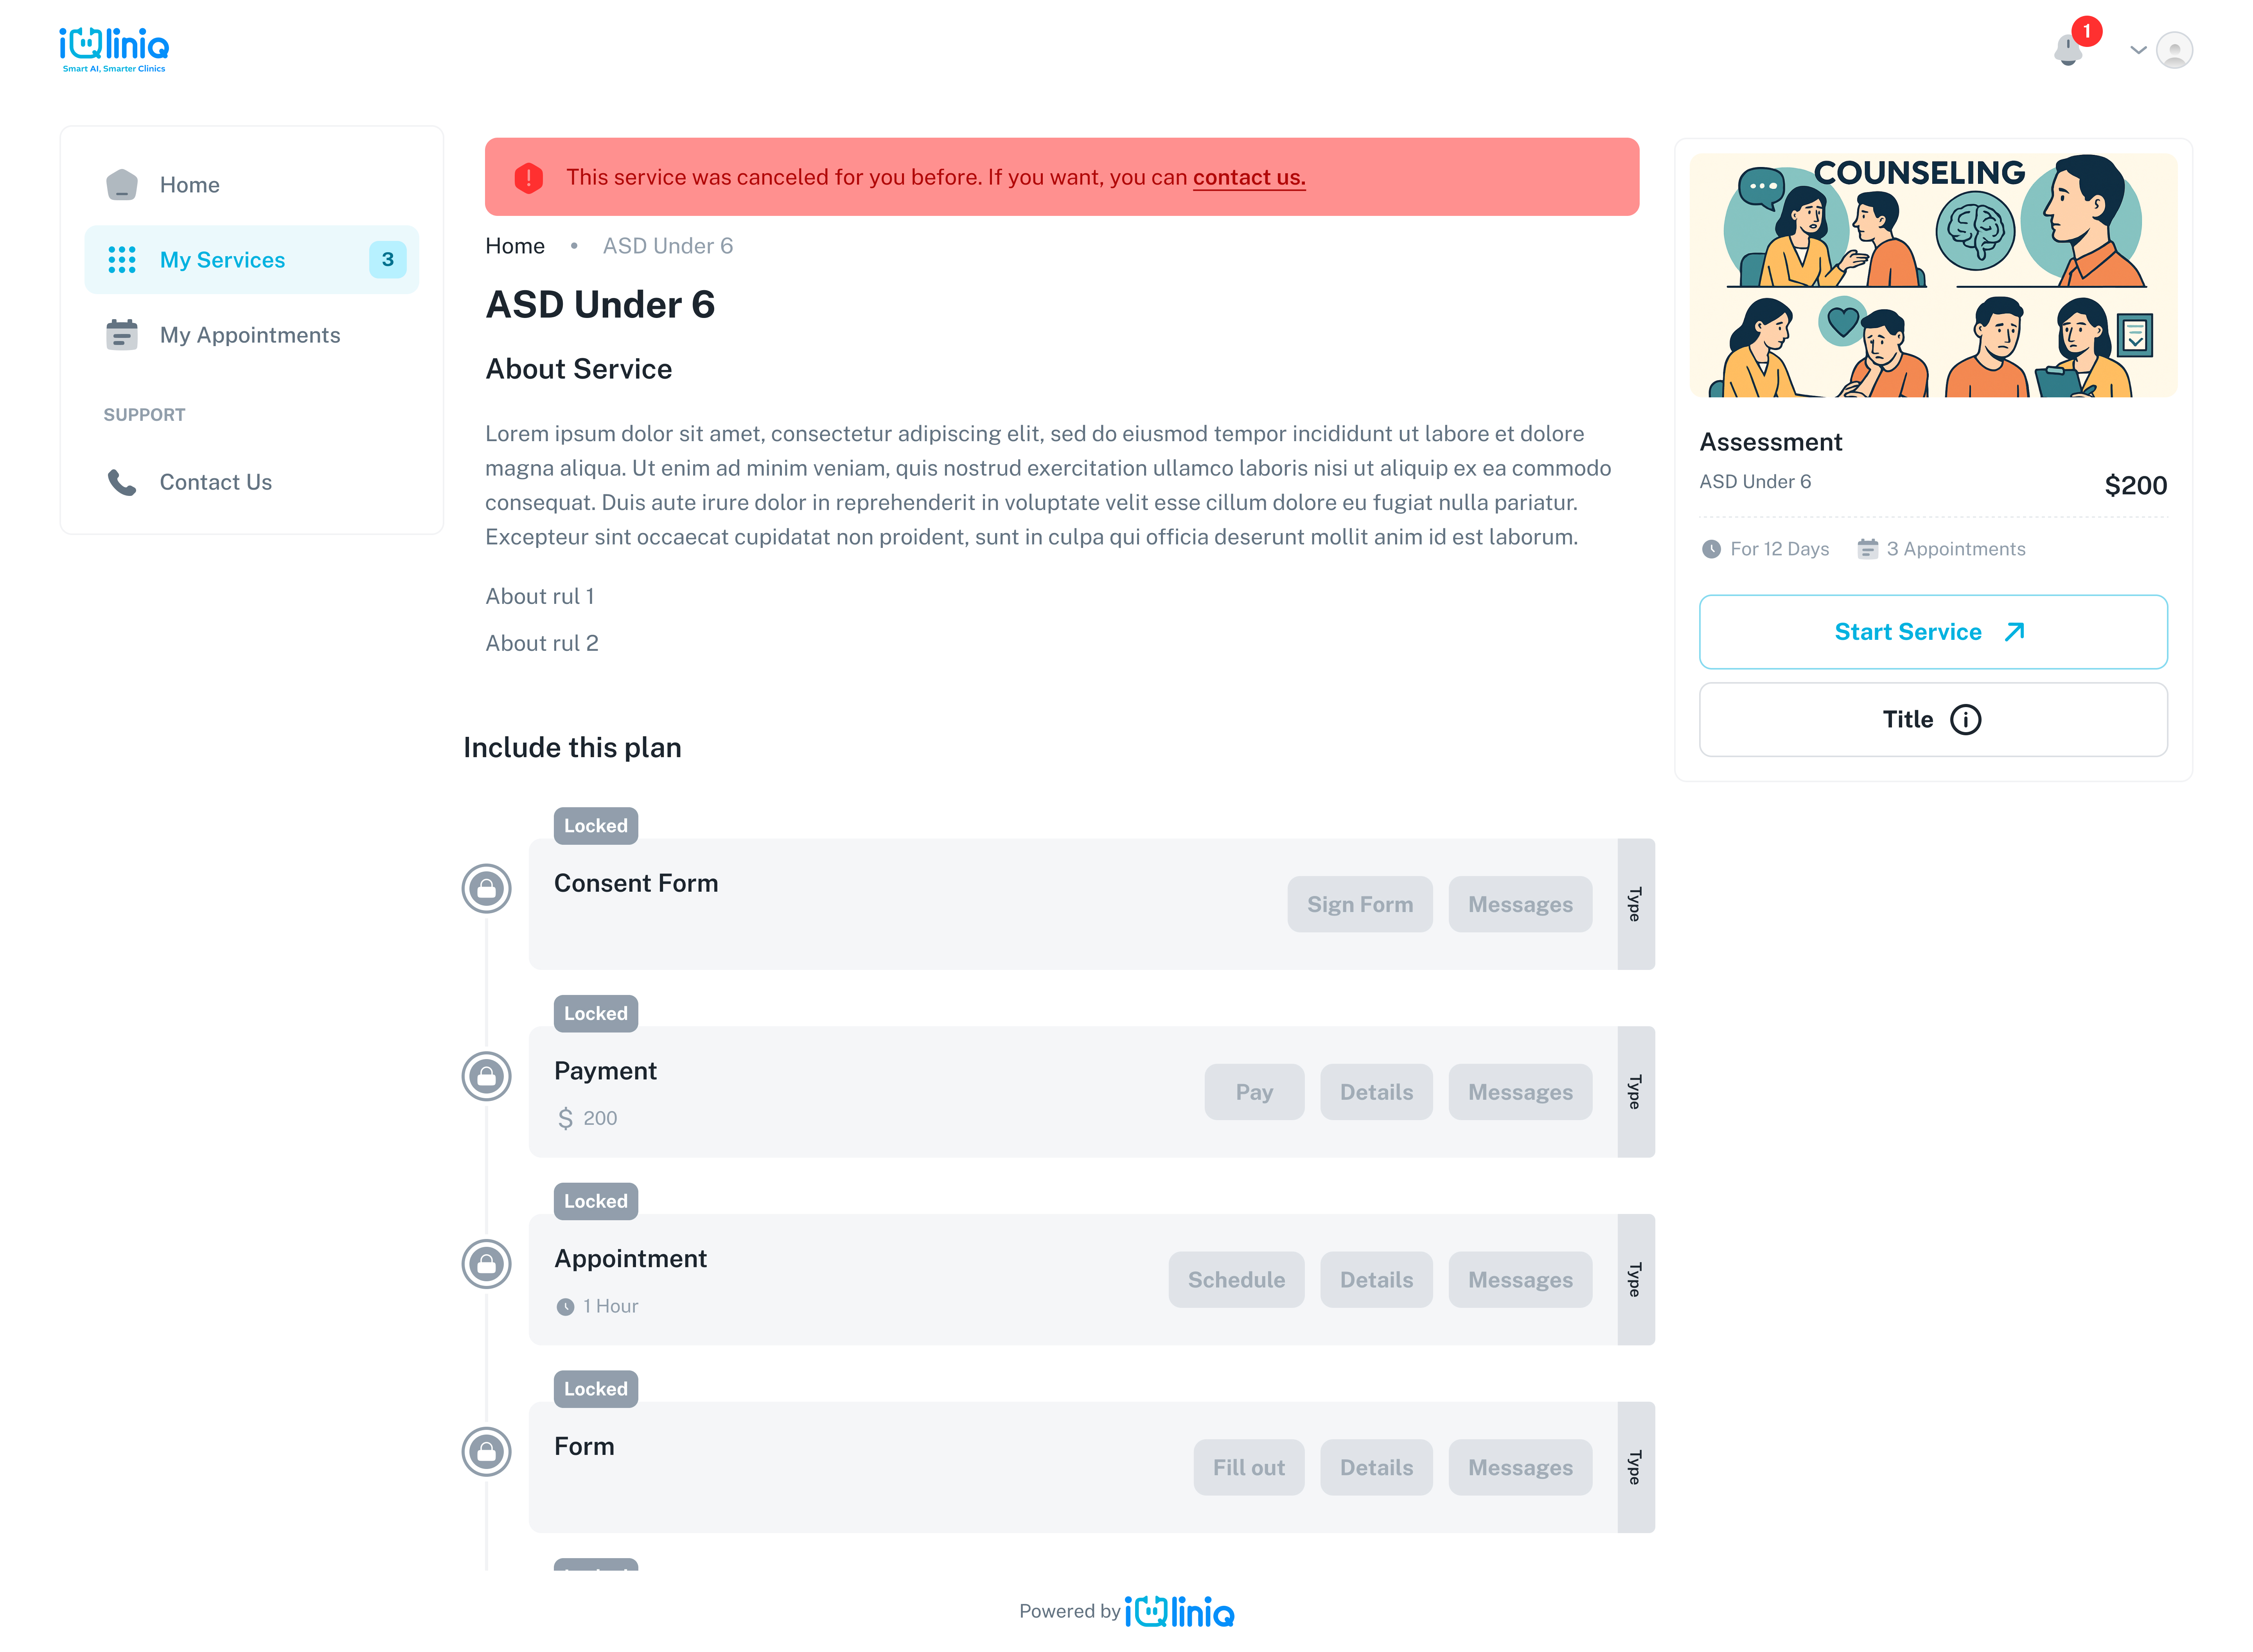 iQliniq
Smart AI, Smarter Clinics
1
Home
My Services
3
My Appointments
SUPPORT
Contact Us
This service was canceled for you before. If you want, you can contact us.
Home • ASD Under 6
ASD Under 6
About Service
Lorem ipsum dolor sit amet, consectetur adipiscing elit, sed do eiusmod tempor incididunt ut labore et dolore
magna aliqua. Ut enim ad minim veniam, quis nostrud exercitation ullamco laboris nisi ut aliquip ex ea commodo
consequat. Duis aute irure dolor in reprehenderit in voluptate velit esse cillum dolore eu fugiat nulla pariatur.
Excepteur sint occaecat cupidatat non proident, sunt in culpa qui officia deserunt mollit anim id est laborum.
About rul 1
About rul 2
Include this plan
Locked
Consent Form
Sign Form
Messages
Type
Locked
Payment
$ 200
Pay
Details
Messages
Type
Locked
Appointment
1 Hour
Schedule
Details
Messages
Type
Locked
Form
Fill out
Details
Messages
Type
COUNSELING
Assessment
ASD Under 6
$200
For 12 Days
3 Appointments
Start Service
Title
Powered by iQliniq